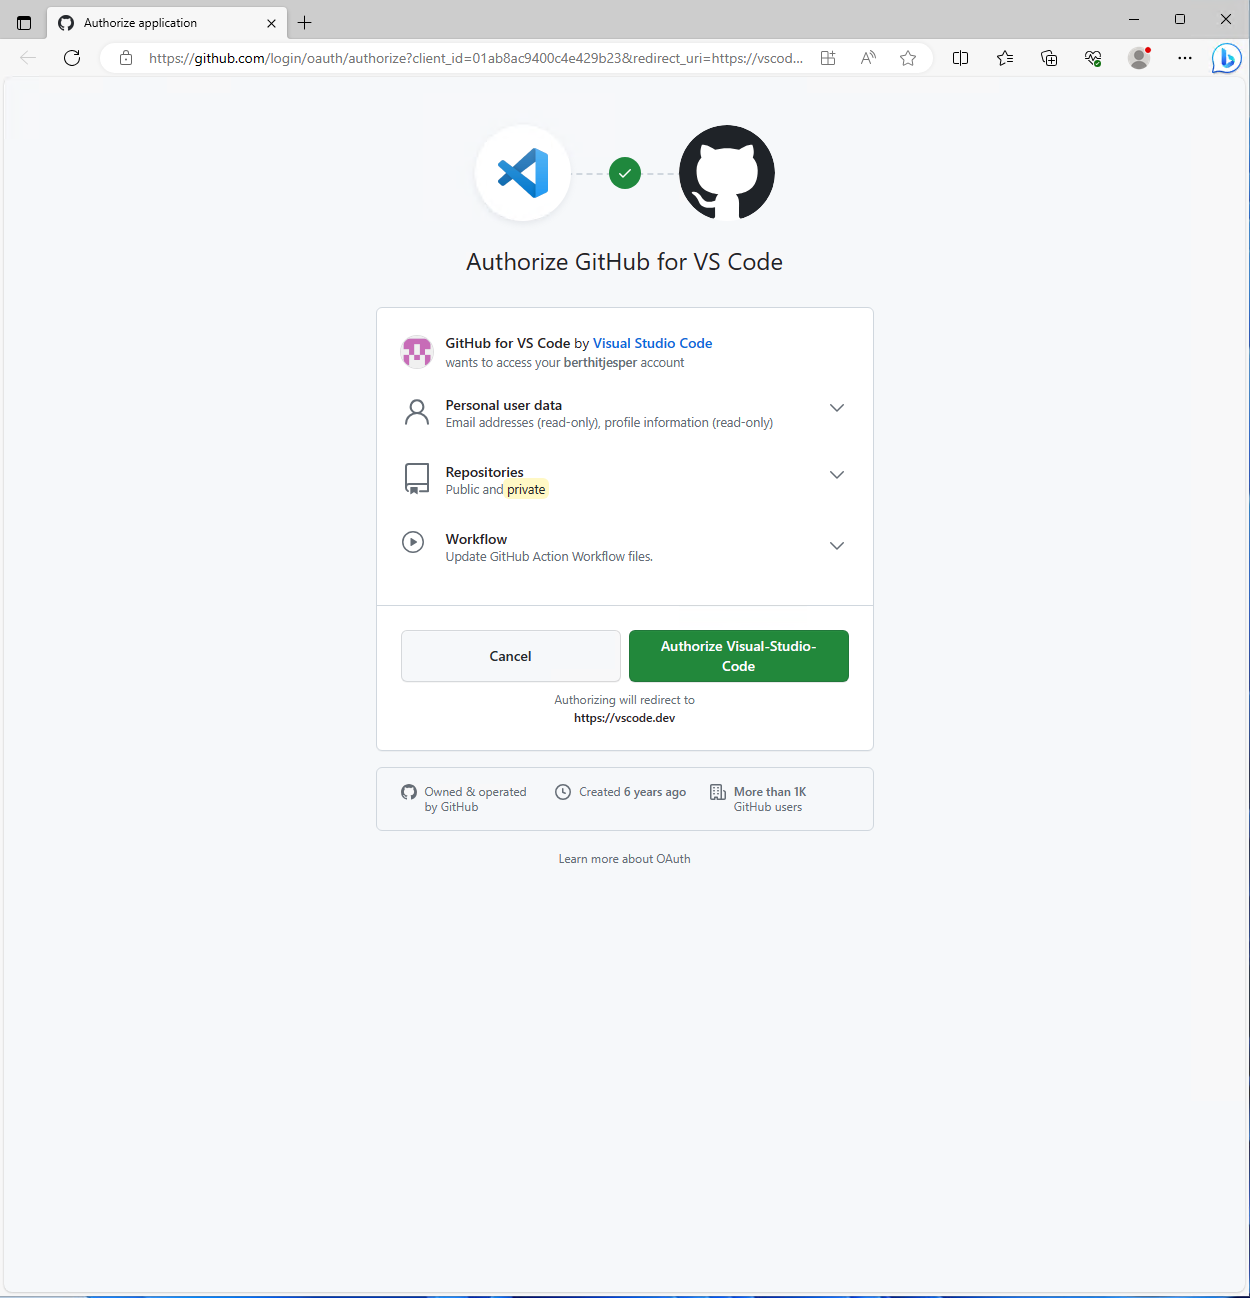 Authorize application
https://github.com/login/oauth/authorize?client_id=01ab8ac9400c4e429b23&redirect_uri=https://vscod...
Authorize GitHub for VS Code
GitHub for VS Code by Visual Studio Code
wants to access your berthitjesper account
Personal user data
Email addresses (read-only), profile information (read-only)
Repositories
Public and private
Workflow
Update GitHub Action Workflow files.
Cancel
Authorize Visual-Studio-
Code
Authorizing will redirect to
https://vscode.dev
Owned & operated
by GitHub
Created 6 years ago
More than 1K
GitHub users
Learn more about OAuth